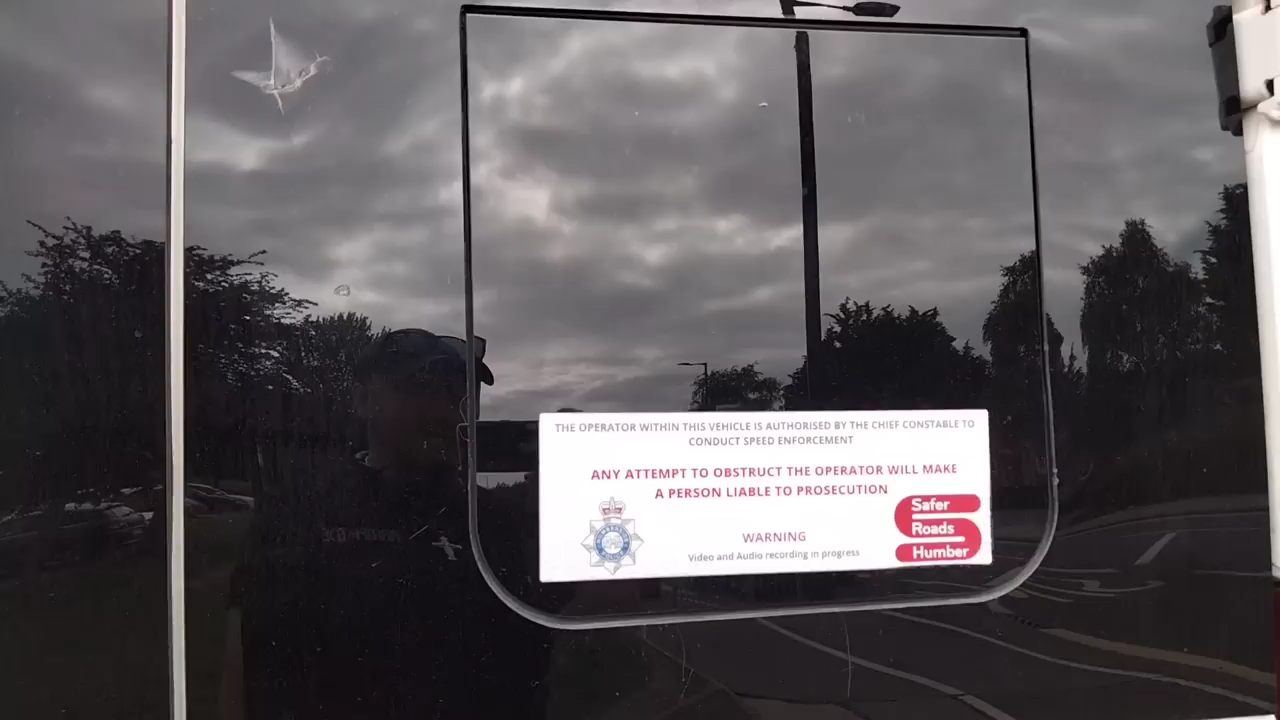 THE OPERATOR WITHIN THIS VEHICLE IS AUTHORISED BY THE CHIEF CONSTABLE TO
CONDUCT SPEED ENFORCEMENT
ANY ATTEMPT TO OBSTRUCT THE OPERATOR WILL MAKE
A PERSON LIABLE TO PROSECUTION
WARNING
Video and Audio recording in progress
Safer
Roads
Humber